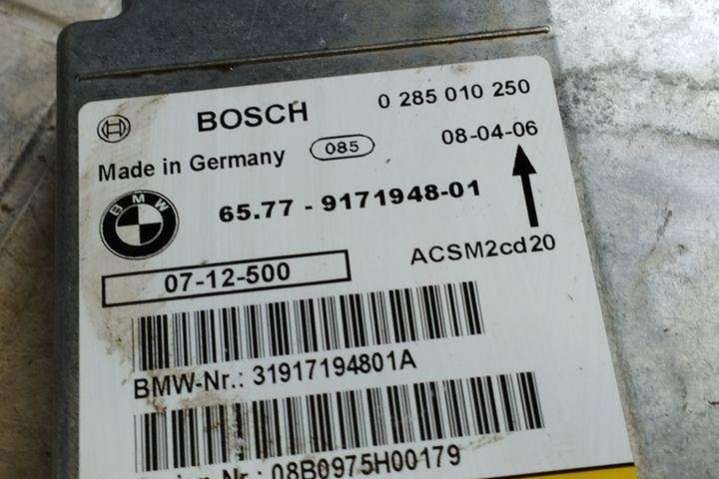 BOSCH 0 285 010 250
Made in Germany 085 08-04-06
BMW 65.77 - 9171948-01
07-12-500 ACSM2cd20
BMW-Nr.: 31917194801A
Nr.: 08B0975H00179